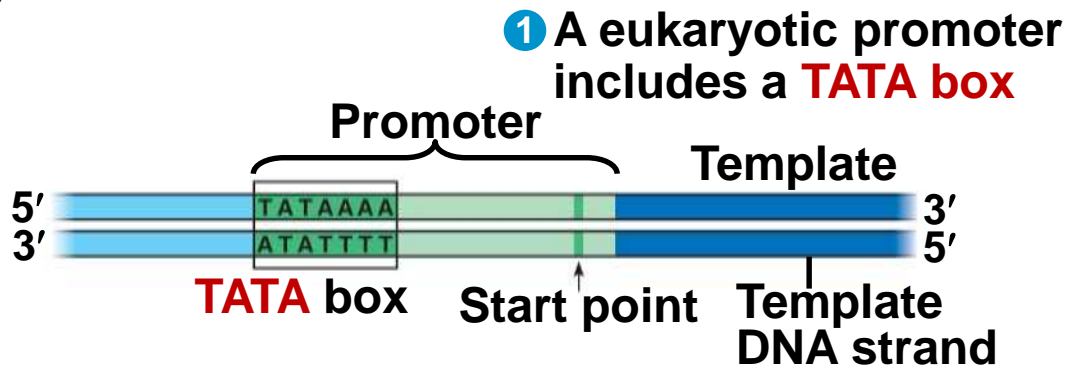 1 A eukaryotic promoter
includes a TATA box
Promoter
Template
5′ TATAAAA 3′
3′ ATATTTT 5′
TATA box
Start point
Template
DNA strand